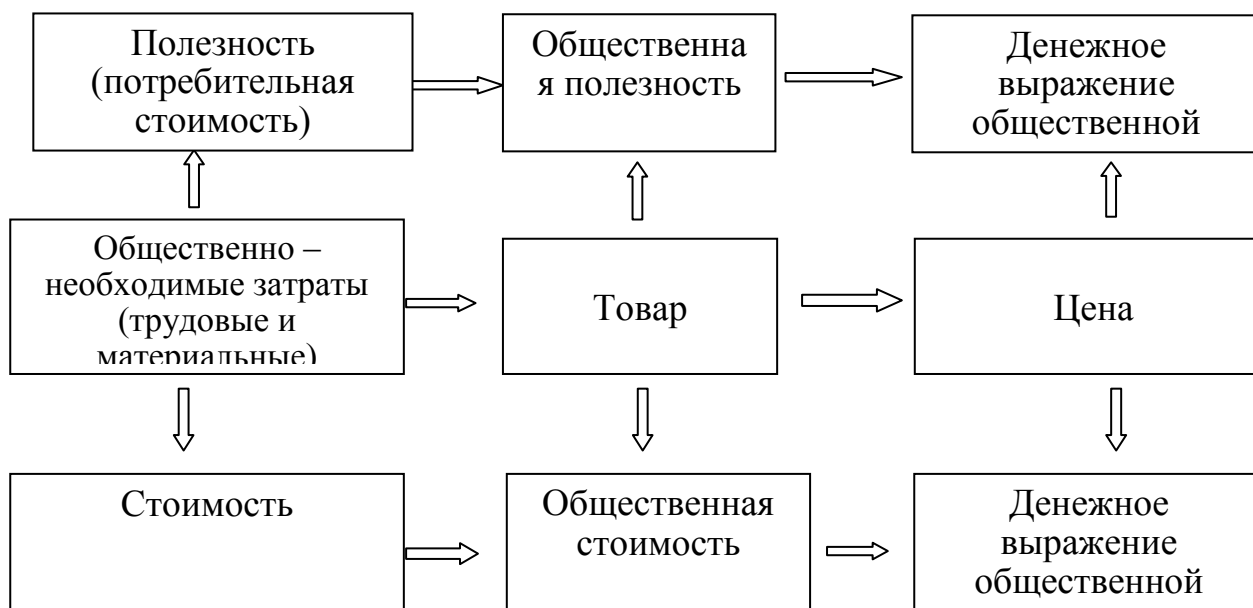 Полезность
(потребительная
стоимость)
Общественна
я полезность
Денежное
выражение
общественной
Общественно –
необходимые затраты
(трудовые и
материальные)
Товар
Цена
Стоимость
Общественная
стоимость
Денежное
выражение
общественной